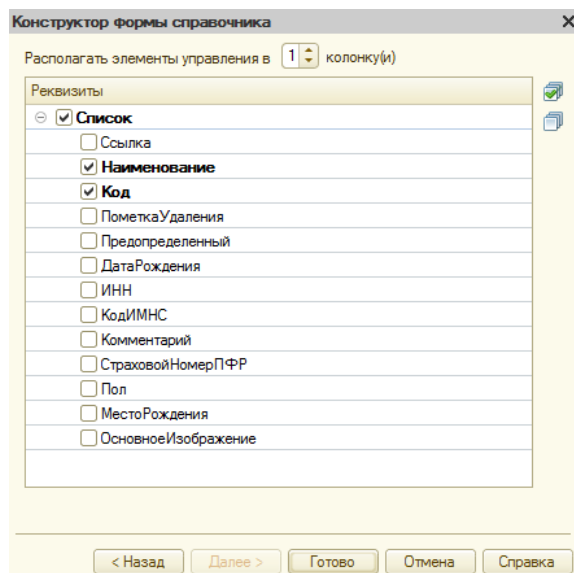 Конструктор формы справочника
Располагать элементы управления в 1 колонку(и)
Реквизиты
Список
Ссылка
Наименование
Код
ПометкаУдаления
Предопределенный
ДатаРождения
ИНН
КодИМНС
Комментарий
СтраховойНомерПФР
Пол
МестоРождения
ОсновноеИзображение
< Назад Далее > Готово Отмена Справка